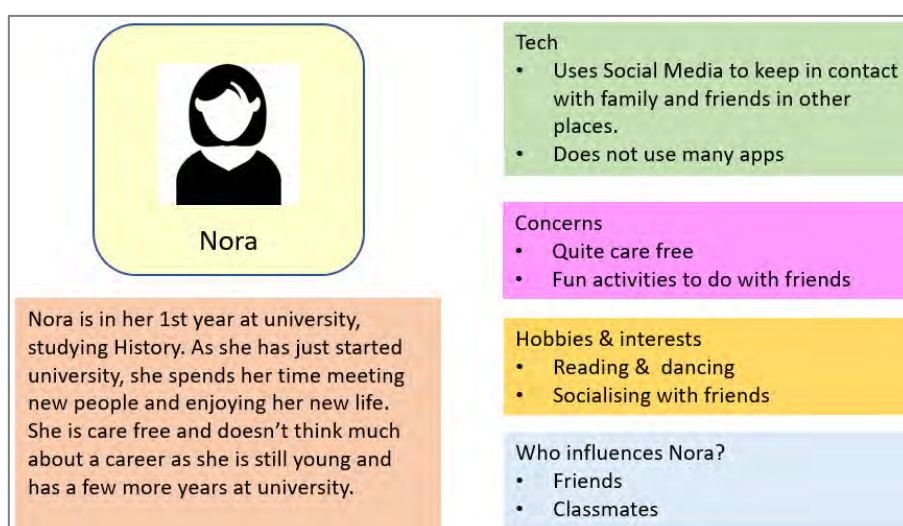 Nora
Nora is in her 1st year at university,
studying History. As she has just started
university, she spends her time meeting
new people and enjoying her new life.
She is care free and doesn't think much
about a career as she is still young and
has a few more years at university.
Tech
• Uses Social Media to keep in contact
with family and friends in other
places.
• Does not use many apps
Concerns
• Quite care free
• Fun activities to do with friends
Hobbies & interests
• Reading & dancing
• Socialising with friends
Who influences Nora?
• Friends
• Classmates